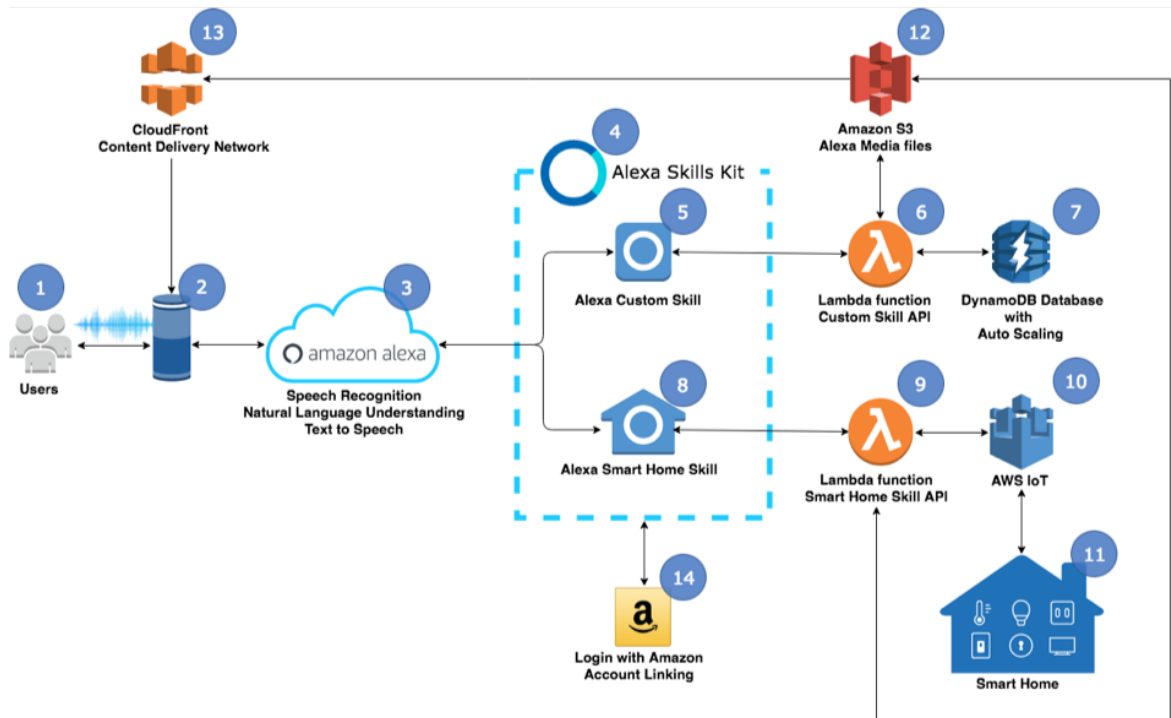 13
12
CloudFront
Content Delivery Network
Amazon S3
Alexa Media files
4
Alexa Skills Kit
5
6
7
Alexa Custom Skill
Lambda function
Custom Skill API
DynamoDB Database
with
Auto Scaling
1
2
3
amazon alexa
Users
Speech Recognition
Natural Language Understanding
Text to Speech
8
9
10
Alexa Smart Home Skill
Lambda function
Smart Home Skill API
AWS IoT
14
11
a
Login with Amazon
Account Linking
Smart Home